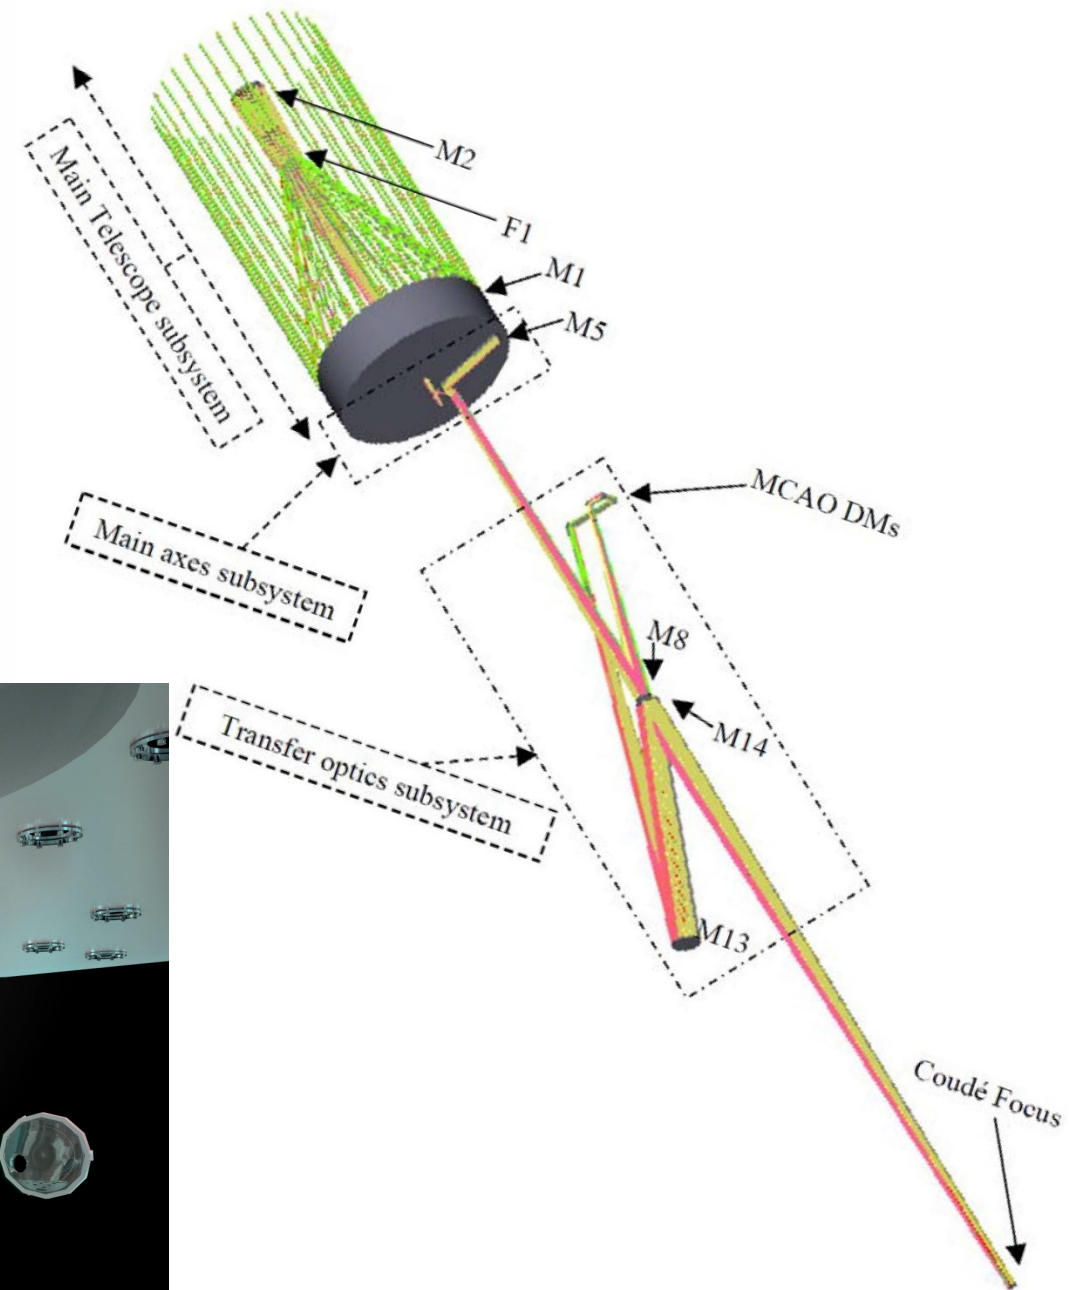 M2
F1
M1
M5
Main Telescope subsystem
Main axes subsystem
MCAO DMs
M8
M14
Transfer optics subsystem
M13
Coudé Focus